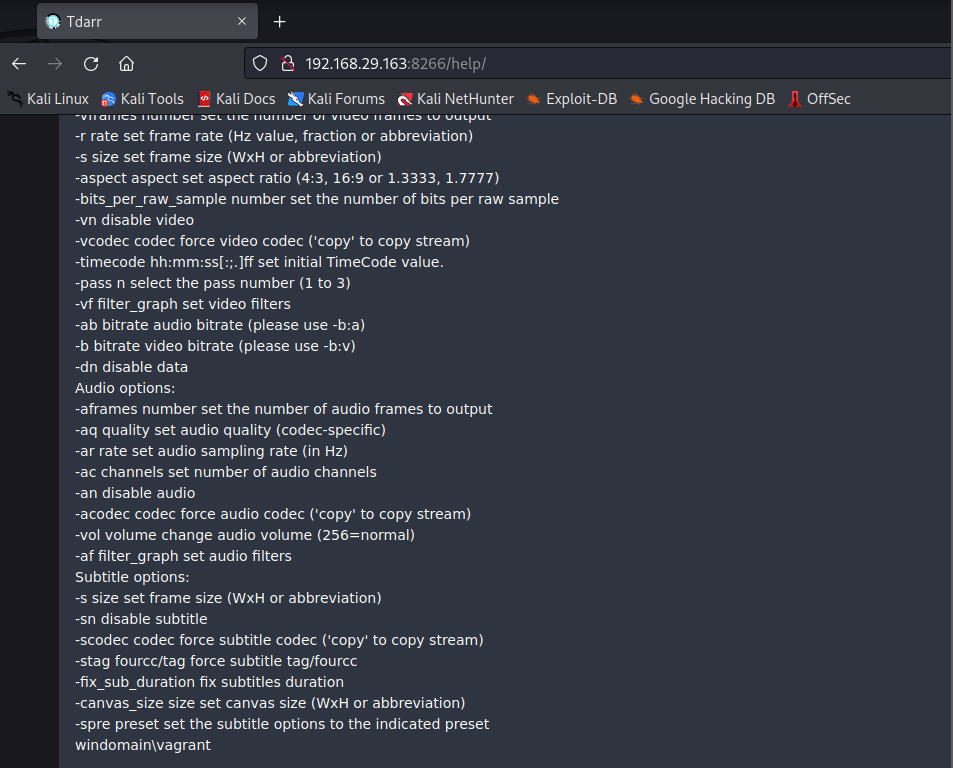 Tdarr
192.168.29.163:8266/help/
Kali Linux Kali Tools Kali Docs Kali Forums Kali NetHunter Exploit-DB Google Hacking DB OffSec
-vframes number set the number of video frames to output
-r rate set frame rate (Hz value, fraction or abbreviation)
-s size set frame size (WxH or abbreviation)
-aspect aspect set aspect ratio (4:3, 16:9 or 1.3333, 1.7777)
-bits_per_raw_sample number set the number of bits per raw sample
-vn disable video
-vcodec codec force video codec ('copy' to copy stream)
-timecode hh:mm:ss[:;.]ff set initial TimeCode value.
-pass n select the pass number (1 to 3)
-vf filter_graph set video filters
-ab bitrate audio bitrate (please use -b:a)
-b bitrate video bitrate (please use -b:v)
-dn disable data
Audio options:
-aframes number set the number of audio frames to output
-aq quality set audio quality (codec-specific)
-ar rate set audio sampling rate (in Hz)
-ac channels set number of audio channels
-an disable audio
-acodec codec force audio codec ('copy' to copy stream)
-vol volume change audio volume (256=normal)
-af filter_graph set audio filters
Subtitle options:
-s size set frame size (WxH or abbreviation)
-sn disable subtitle
-scodec codec force subtitle codec ('copy' to copy stream)
-stag fourcc/tag force subtitle tag/fourcc
-fix_sub_duration fix subtitles duration
-canvas_size size set canvas size (WxH or abbreviation)
-spre preset set the subtitle options to the indicated preset
windomain\vagrant